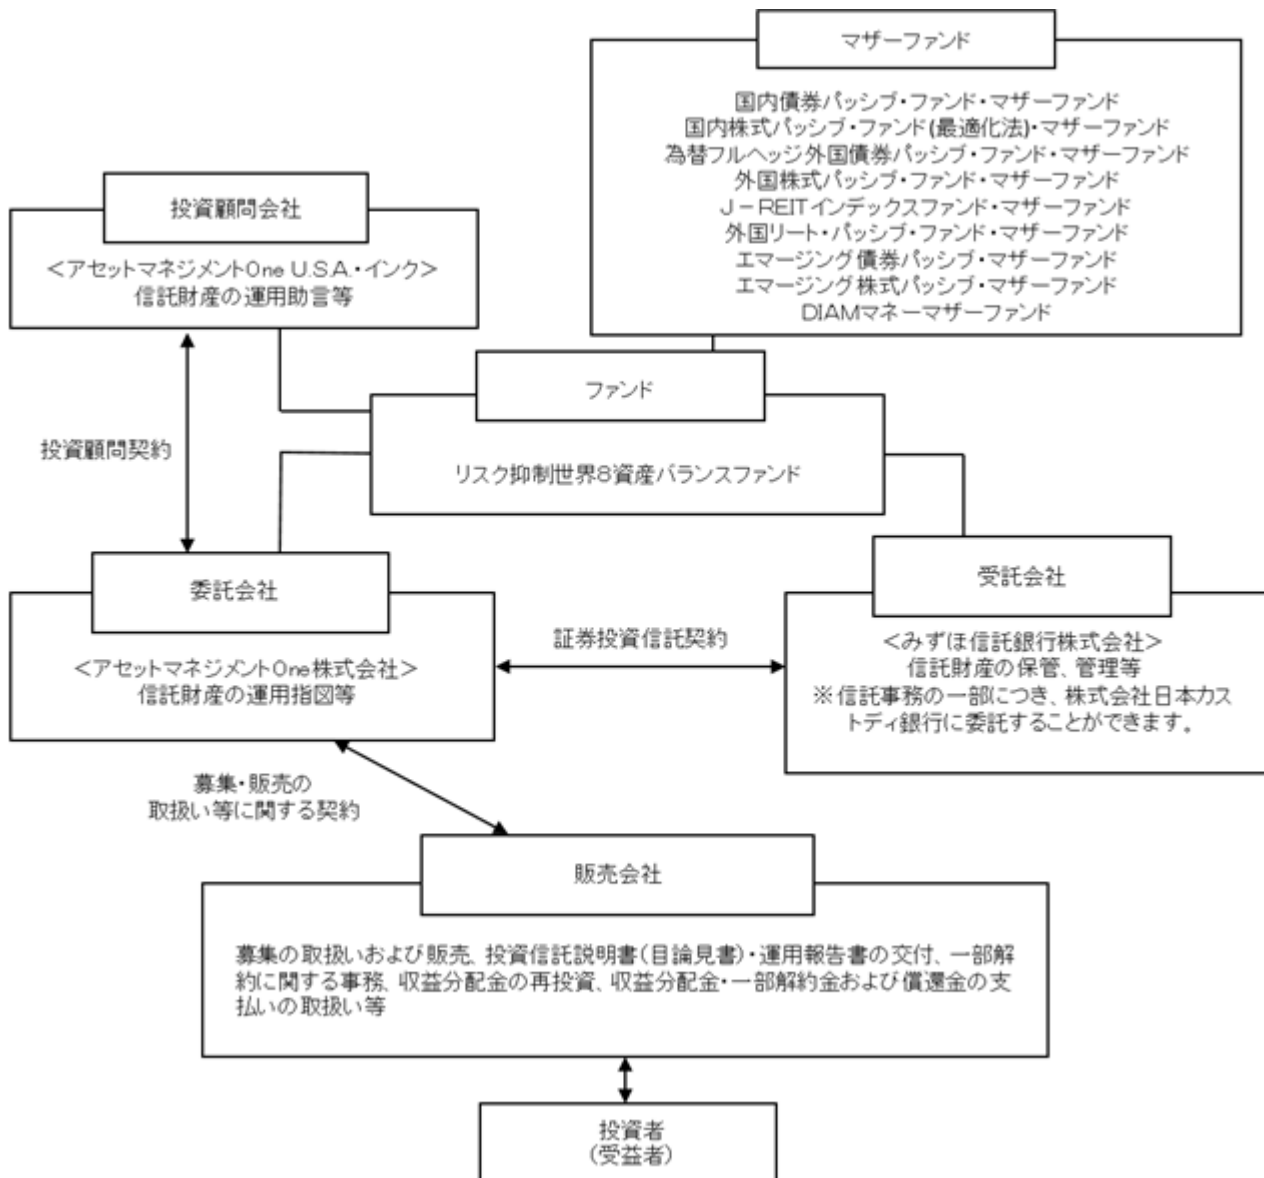 マザーファンド
国内債券パッシブ・ファンド・マザーファンド
国内株式パッシブ・ファンド(最適化法)・マザーファンド
為替フルヘッジ外国債券パッシブ・ファンド・マザーファンド
外国株式パッシブ・ファンド・マザーファンド
J－REITインデックスファンド・マザーファンド
外国リート・パッシブ・ファンド・マザーファンド
エマージング債券パッシブ・マザーファンド
エマージング株式パッシブ・マザーファンド
DIAMマネーマザーファンド
投資顧問会社
＜アセットマネジメントOne U.S.A.・インク＞
信託財産の運用助言等
ファンド
リスク抑制世界8資産バランスファンド
投資顧問契約
委託会社
＜アセットマネジメントOne株式会社＞
信託財産の運用指図等
証券投資信託契約
受託会社
＜みずほ信託銀行株式会社＞
信託財産の保管、管理等
※信託事務の一部につき、株式会社日本カス
トディ銀行に委託することができます。
募集・販売の
取扱い等に関する契約
販売会社
募集の取扱いおよび販売、投資信託説明書(目論見書)・運用報告書の交付、一部解
約に関する事務、収益分配金の再投資、収益分配金・一部解約金および償還金の支
払いの取扱い等
投資者
(受益者)